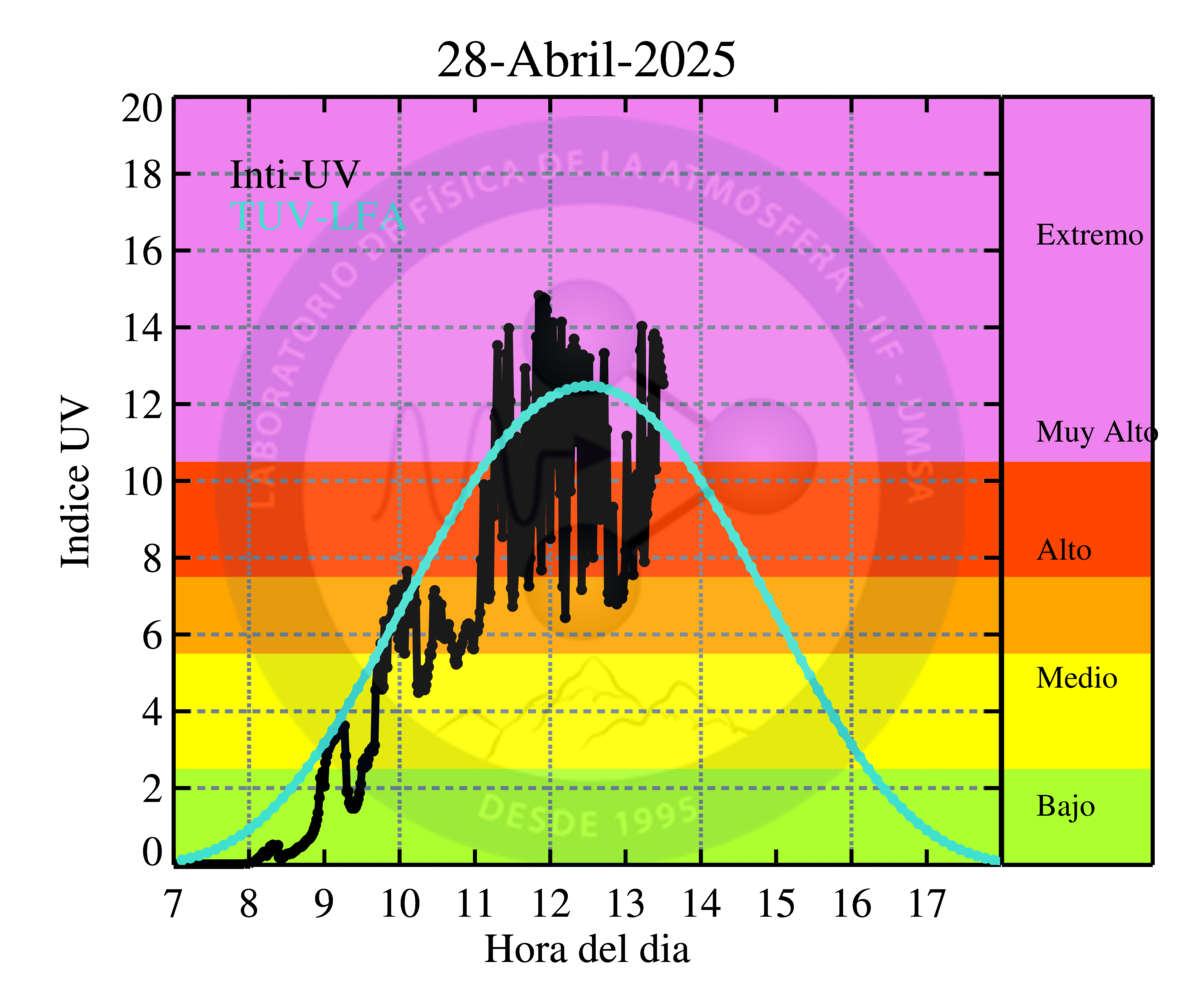 28-Abril-2025
Inti-UV
TUV-LFA
LABORATORIO DE FÍSICA DE LA ATMÓSFERA - IIF - UMSA
DESDE 1995
Indice UV
20
18
16
14
12
10
8
6
4
2
0
Extremo
Muy Alto
Alto
Medio
Bajo
7 8 9 10 11 12 13 14 15 16 17
Hora del dia